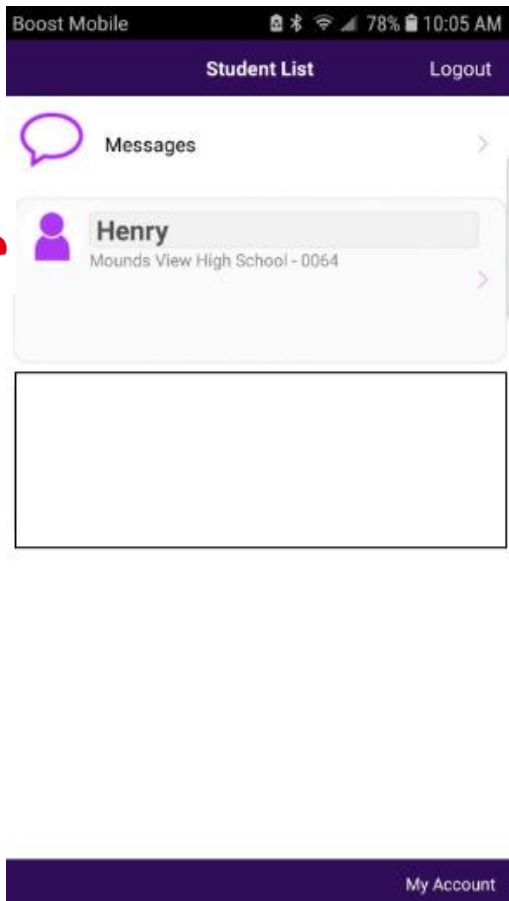 Boost Mobile 78% 10:05 AM
Student List Logout
Messages
Henry
Mounds View High School - 0064
My Account